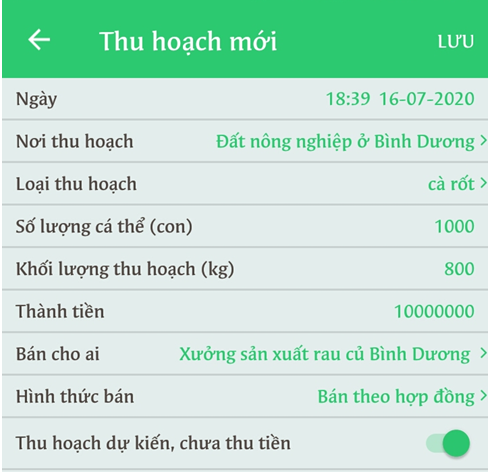 Thu hoạch mới LƯU
Ngày 18:39 16-07-2020
Nơi thu hoạch Đất nông nghiệp ở Bình Dương
Loại thu hoạch cà rốt
Số lượng cá thể (con) 1000
Khối lượng thu hoạch (kg) 800
Thành tiền 10000000
Bán cho ai Xưởng sản xuất rau củ Bình Dương
Hình thức bán Bán theo hợp đồng
Thu hoạch dự kiến, chưa thu tiền